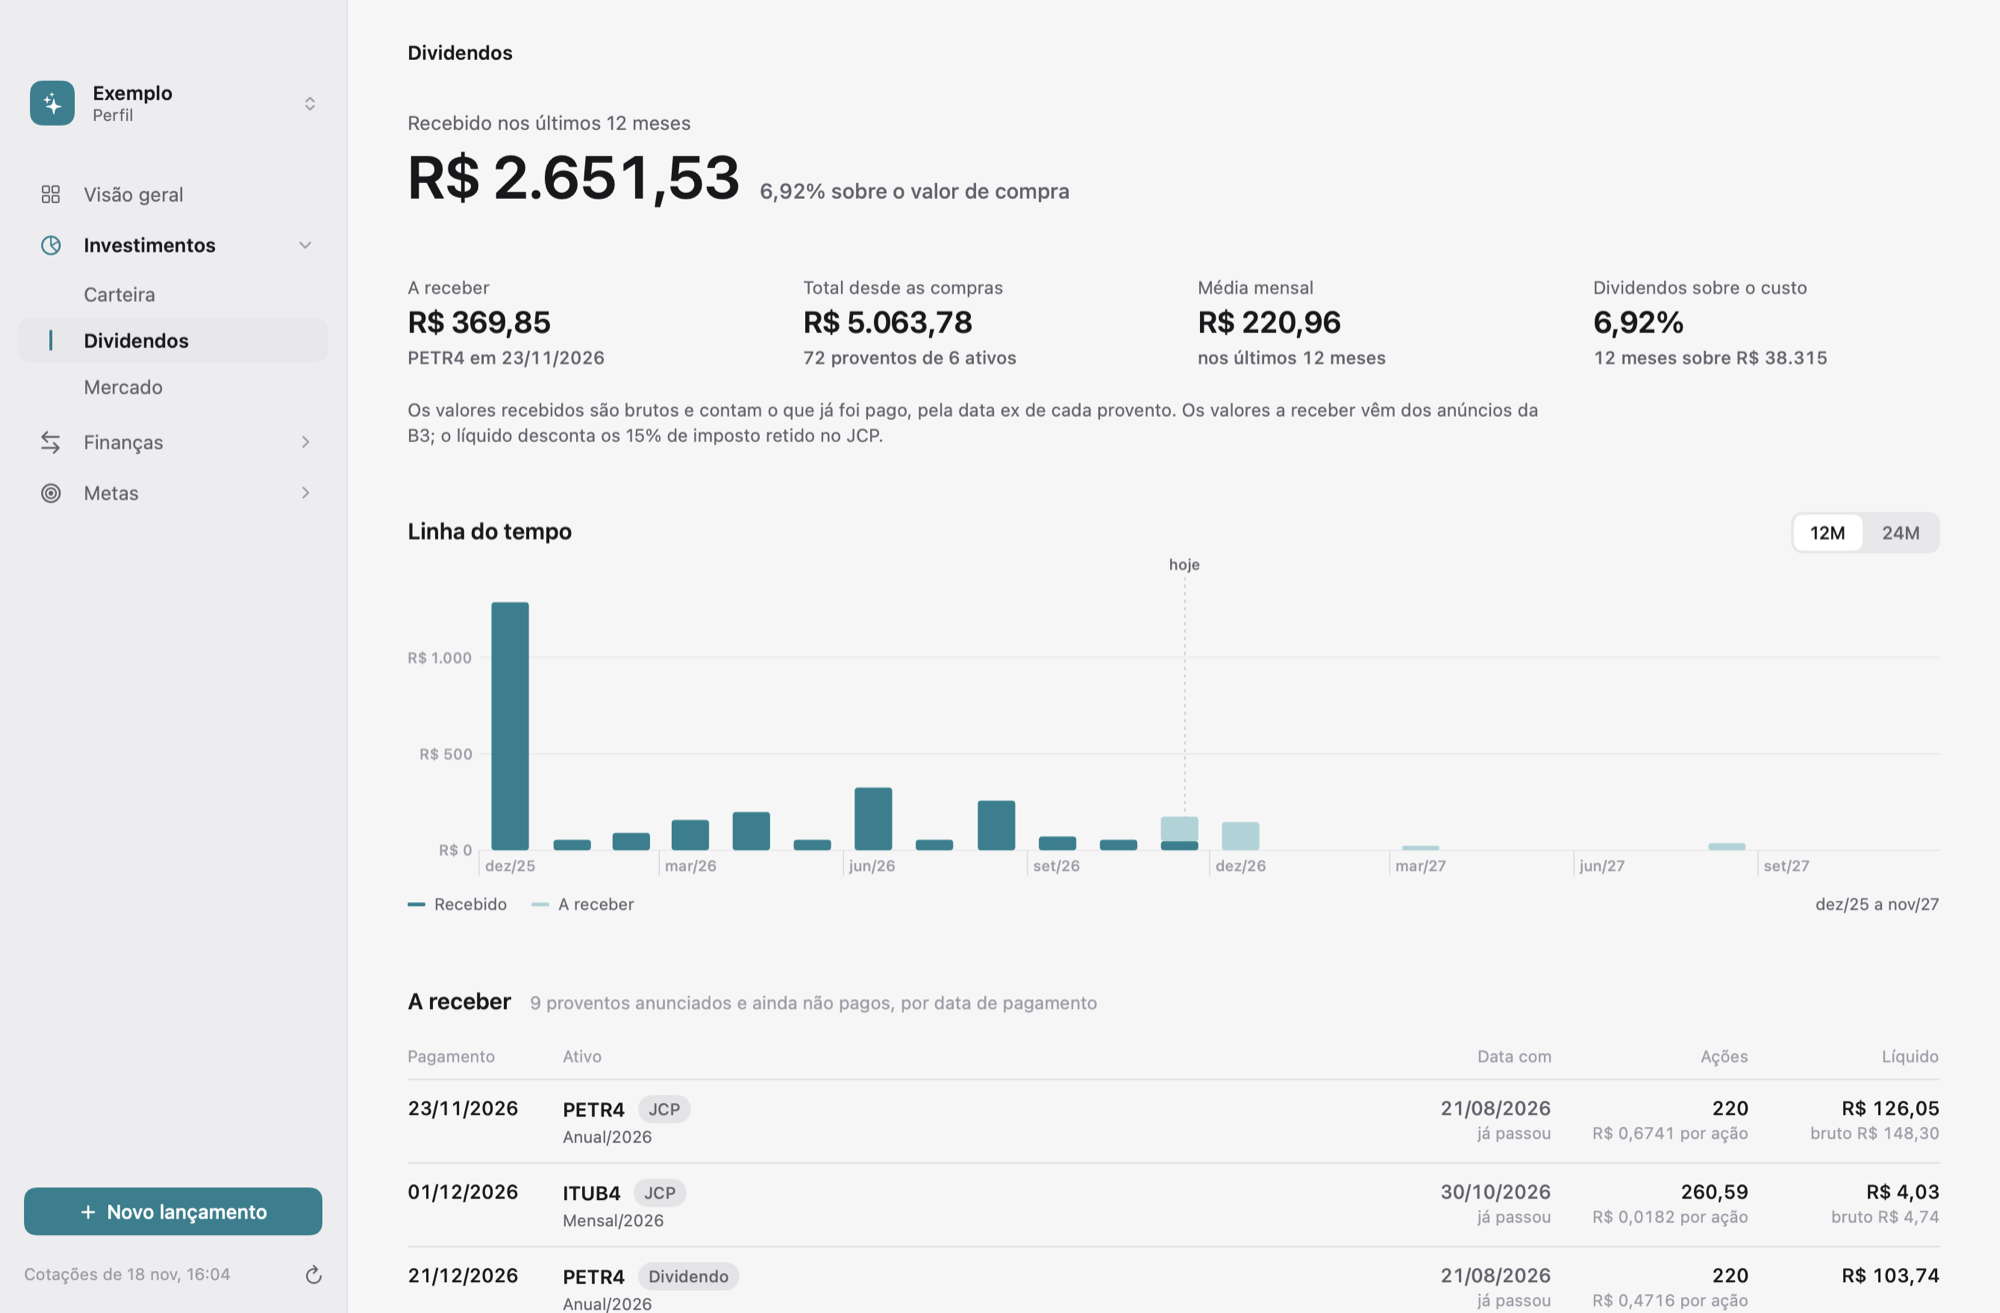 Exemplo
Perfil
Visão geral
Investimentos
Carteira
Dividendos
Mercado
Finanças
Metas
+ Novo lançamento
Cotações de 18 nov, 16:04
Dividendos
Recebido nos últimos 12 meses
R$ 2.651,53 6,92% sobre o valor de compra
A receber
R$ 369,85
PETR4 em 23/11/2026
Total desde as compras
R$ 5.063,78
72 proventos de 6 ativos
Média mensal
R$ 220,96
nos últimos 12 meses
Dividendos sobre o custo
6,92%
12 meses sobre R$ 38.315
Os valores recebidos são brutos e contam o que já foi pago, pela data ex de cada provento. Os valores a receber vêm dos anúncios da
B3; o líquido desconta os 15% de imposto retido no JCP.
Linha do tempo
12M 24M
hoje
R$ 1.000
R$ 500
R$ 0
dez/25 mar/26 jun/26 set/26 dez/26 mar/27 jun/27 set/27
Recebido A receber
dez/25 a nov/27
A receber 9 proventos anunciados e ainda não pagos, por data de pagamento
Pagamento Ativo Data com Ações Líquido
23/11/2026 PETR4 JCP 21/08/2026 220 R$ 126,05
Anual/2026 já passou R$ 0,6741 por ação bruto R$ 148,30
01/12/2026 ITUB4 JCP 30/10/2026 260,59 R$ 4,03
Mensal/2026 já passou R$ 0,0182 por ação bruto R$ 4,74
21/12/2026 PETR4 Dividendo 21/08/2026 220 R$ 103,74
Anual/2026 já passou R$ 0,4716 por ação